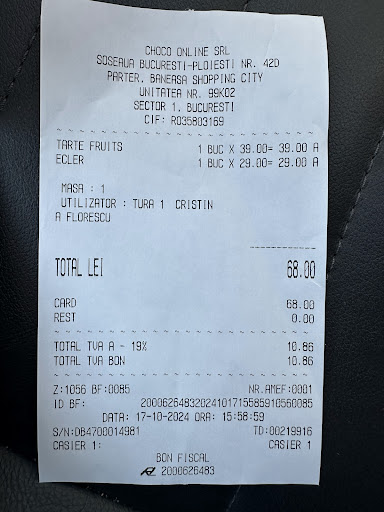 CHOCO ONLINE SRL
SOSEAUA BUCURESTI-PLOIESTI NR. 42D
PARTER, BANEASA SHOPPING CITY
UNITATEA NR. 99K02
SECTOR 1, BUCURESTI
CIF: RO35803169
TARTE FRUITS 1 BUC X 39.00= 39.00 A
ECLER 1 BUC X 29.00= 29.00 A
MASA : 1
UTILIZATOR : TURA 1 CRISTIN
A FLORESCU
TOTAL LEI 68.00
CARD 68.00
REST 0.00
TOTAL TVA A - 19% 10.86
TOTAL TVA BON 10.86
Z:1056 BF:0085 NR.AMEF:0001
ID BF: 20006264832024101715585910560085
DATA: 17-10-2024 ORA: 15:58:59
S/N:DB4700014981 TD:00219916
CASIER 1: CASIER 1
BON FISCAL
2000626483